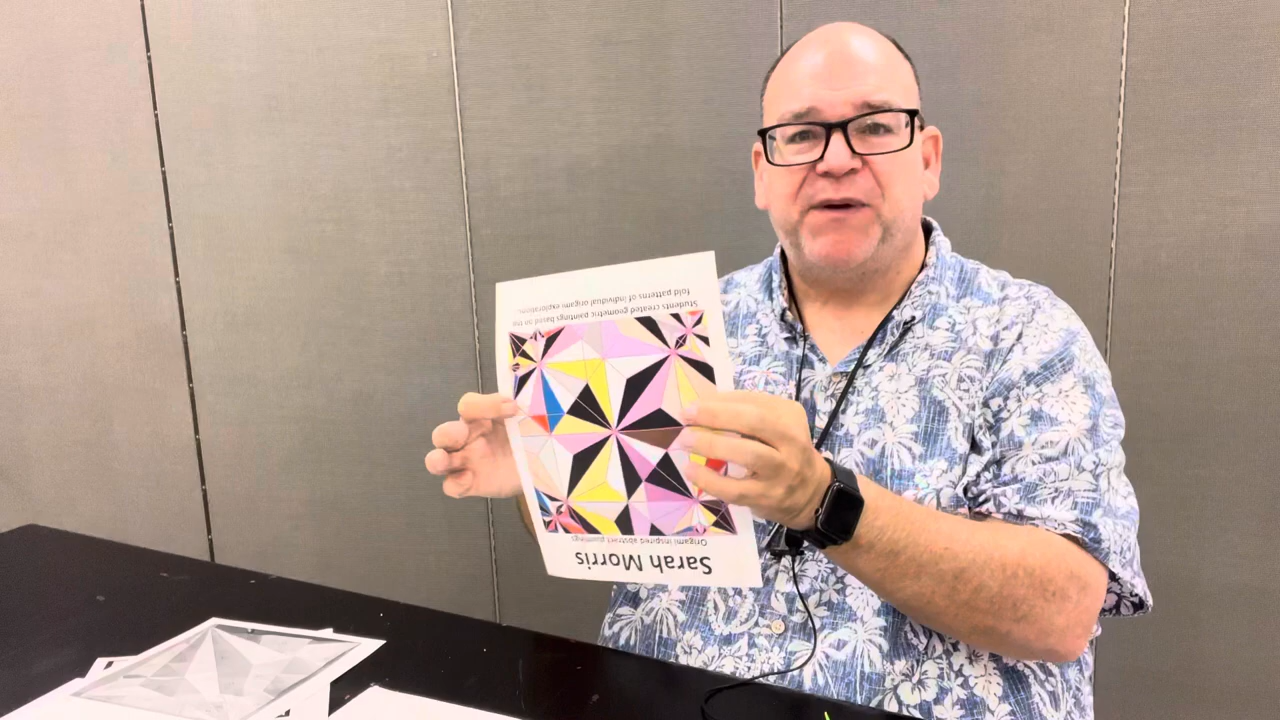 Sarah Morris
Origami inspired abstract paintings
Students created geometric paintings based on the
fold patterns of individual origami explorations.